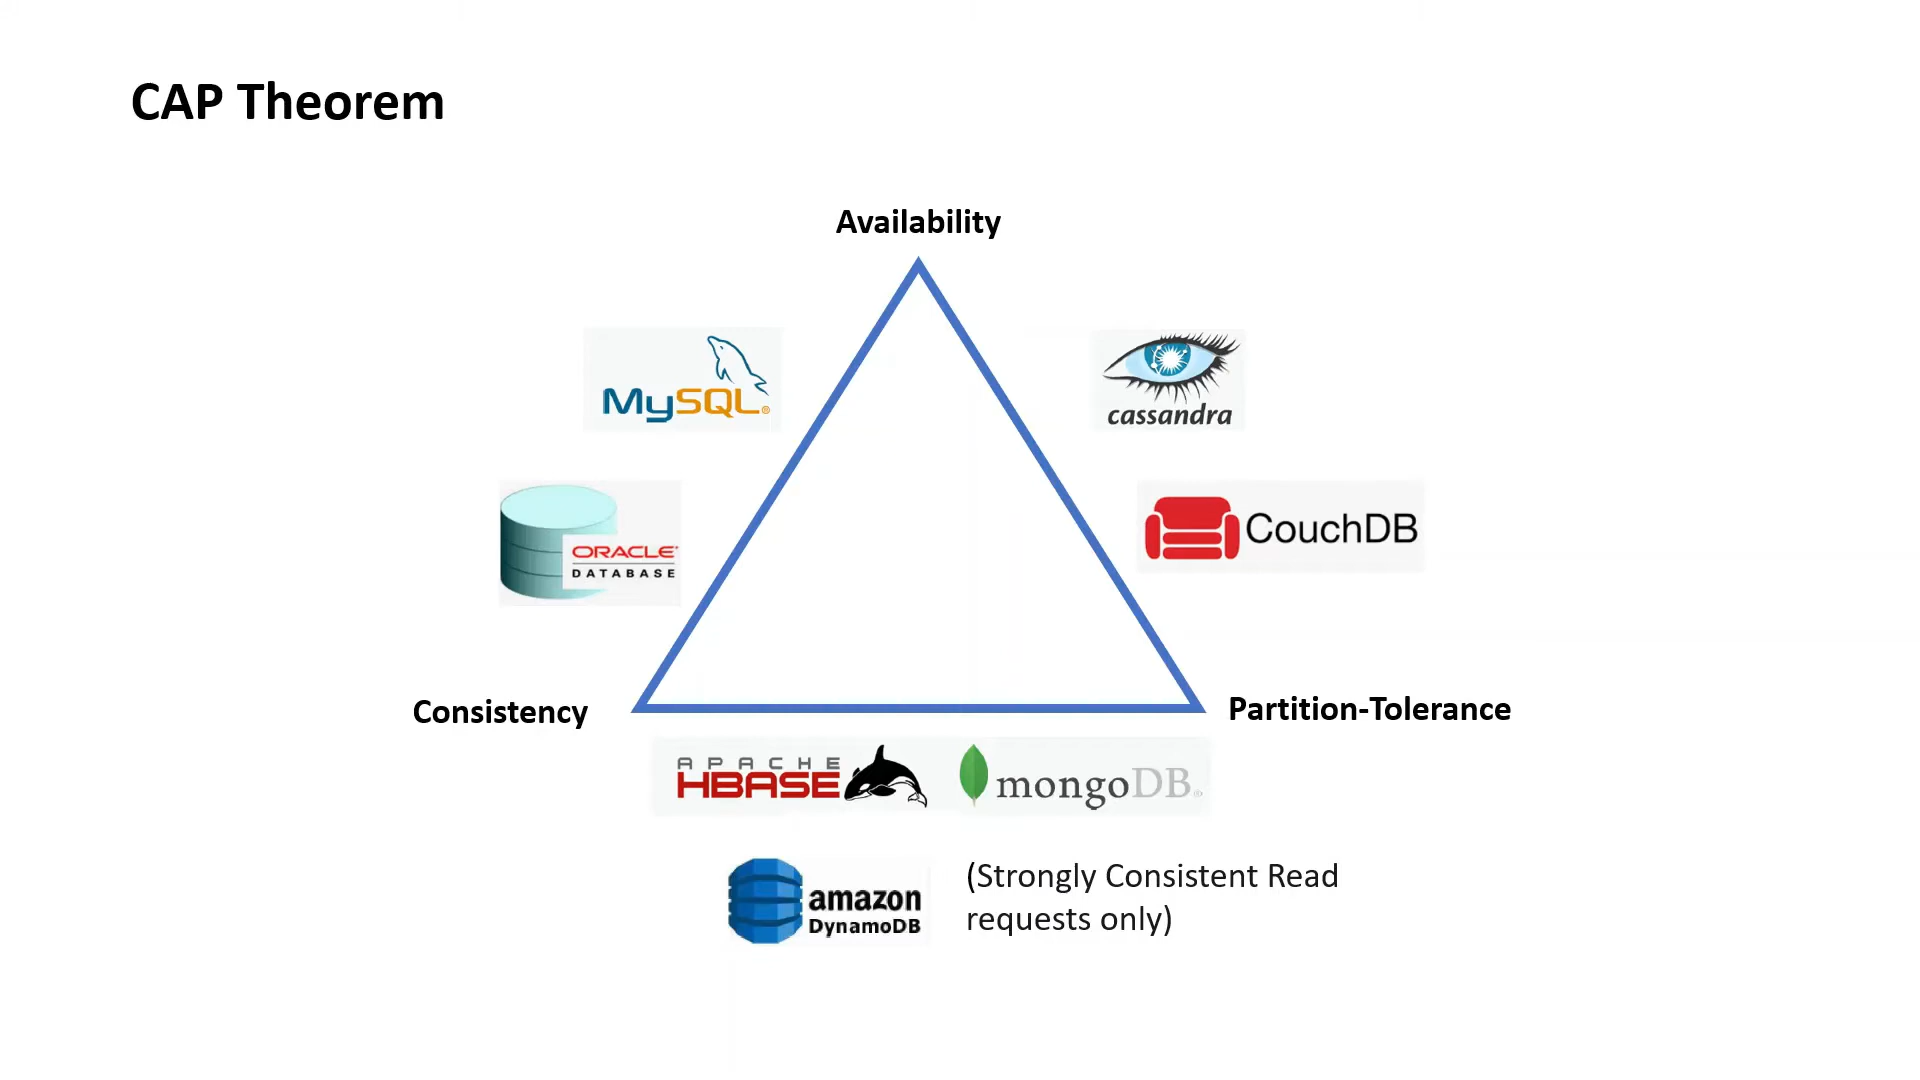 CAP Theorem
Availability
MySQL®
cassandra
ORACLE®
DATABASE
CouchDB
Consistency
Partition-Tolerance
APACHE
HBASE
mongoDB®
amazon
DynamoDB
(Strongly Consistent Read
requests only)